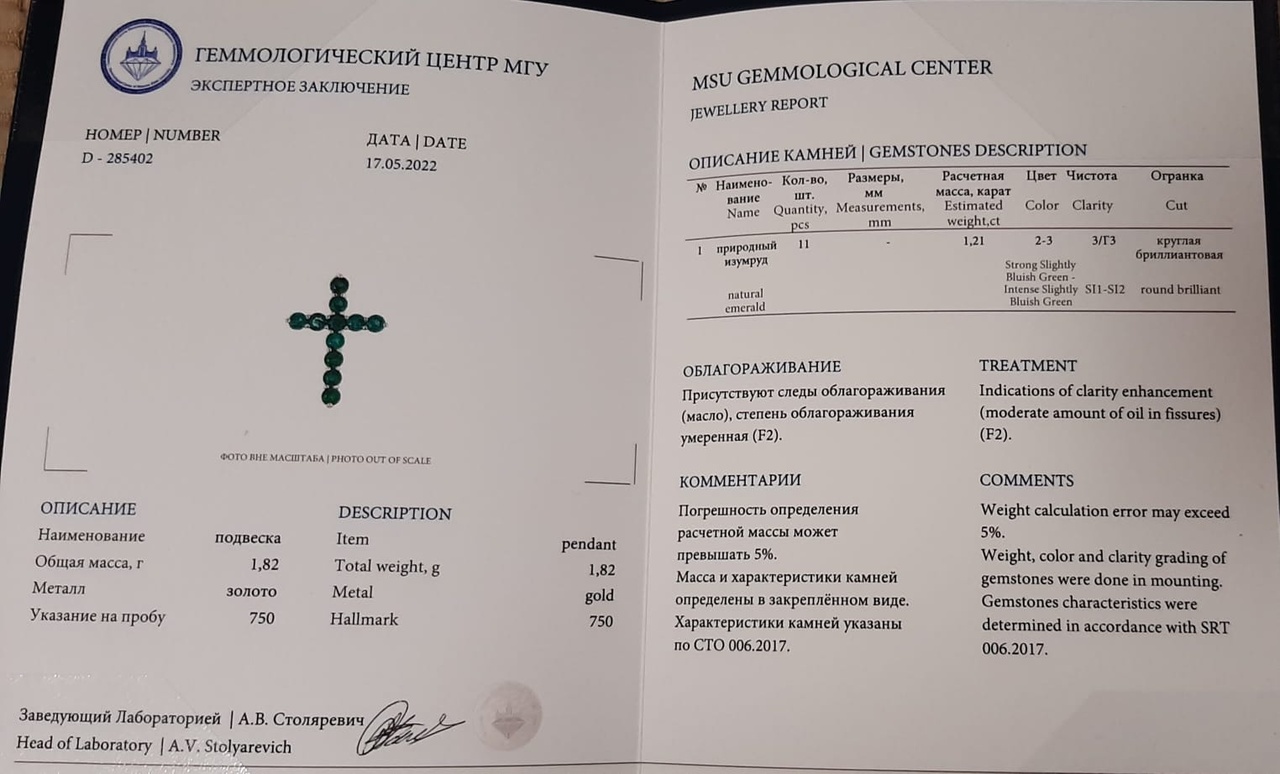 ГЕММОЛОГИЧЕСКИЙ ЦЕНТР МГУ
ЭКСПЕРТНОЕ ЗАКЛЮЧЕНИЕ
НОМЕР | NUMBER
D - 285402
ДАТА | DATE
17.05.2022
ФОТО ВНЕ МАСШТАБА | PHOTO OUT OF SCALE
ОПИСАНИЕ
Наименование подвеска
Общая масса, г 1,82
Металл золото
Указание на пробу 750
DESCRIPTION
Item pendant
Total weight, g 1,82
Metal gold
Hallmark 750
Заведующий Лабораторией | А.В. Столяревич
Head of Laboratory | A.V. Stolyarevich
MSU GEMMOLOGICAL CENTER
JEWELLERY REPORT
ОПИСАНИЕ КАМНЕЙ | GEMSTONES DESCRIPTION
№ Наимено- Кол-во, Размеры, Расчетная Цвет Чистота Огранка
вание шт. мм масса, карат
Name Quantity, Measurements, Estimated Color Clarity Cut
pcs mm weight,ct
1 природный 11 - 1,21 2-3 3/Г3 круглая
изумруд бриллиантовая
Strong Slightly
Bluish Green -
natural Intense Slightly SI1-SI2 round brilliant
emerald Bluish Green
ОБЛАГОРАЖИВАНИЕ
Присутствуют следы облагораживания
(масло), степень облагораживания
умеренная (F2).
TREATMENT
Indications of clarity enhancement
(moderate amount of oil in fissures)
(F2).
КОММЕНТАРИИ
Погрешность определения
расчетной массы может
превышать 5%.
Масса и характеристики камней
определены в закреплённом виде.
Характеристики камней указаны
по СТО 006.2017.
COMMENTS
Weight calculation error may exceed
5%.
Weight, color and clarity grading of
gemstones were done in mounting.
Gemstones characteristics were
determined in accordance with SRT
006.2017.